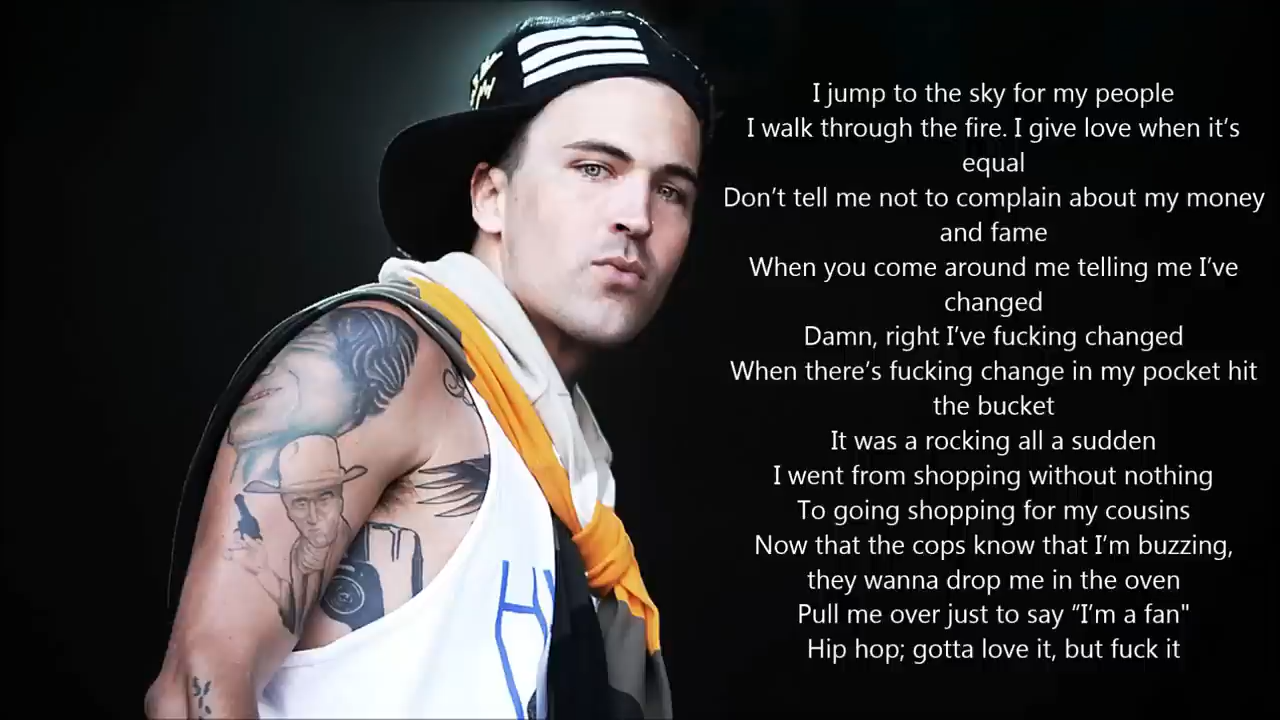 I jump to the sky for my people
I walk through the fire. I give love when it’s
equal
Don’t tell me not to complain about my money
and fame
When you come around me telling me I’ve
changed
Damn, right I’ve fucking changed
When there’s fucking change in my pocket hit
the bucket
It was a rocking all a sudden
I went from shopping without nothing
To going shopping for my cousins
Now that the cops know that I’m buzzing,
they wanna drop me in the oven
Pull me over just to say “I’m a fan"
Hip hop; gotta love it, but fuck it